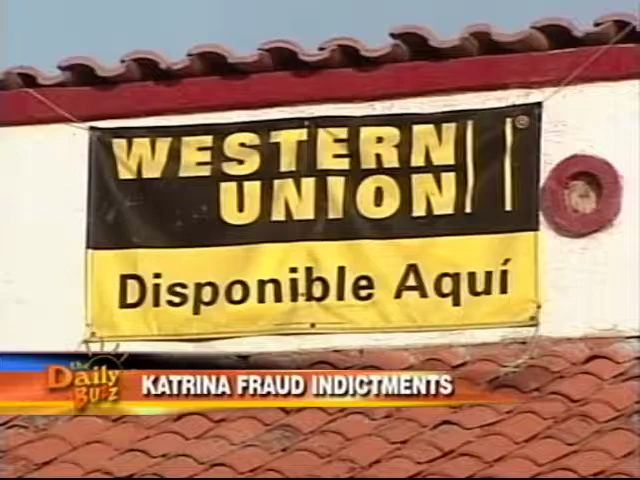 WESTERN
UNION ®
Disponible Aquí
the
Daily
Buzz
KATRINA FRAUD INDICTMENTS